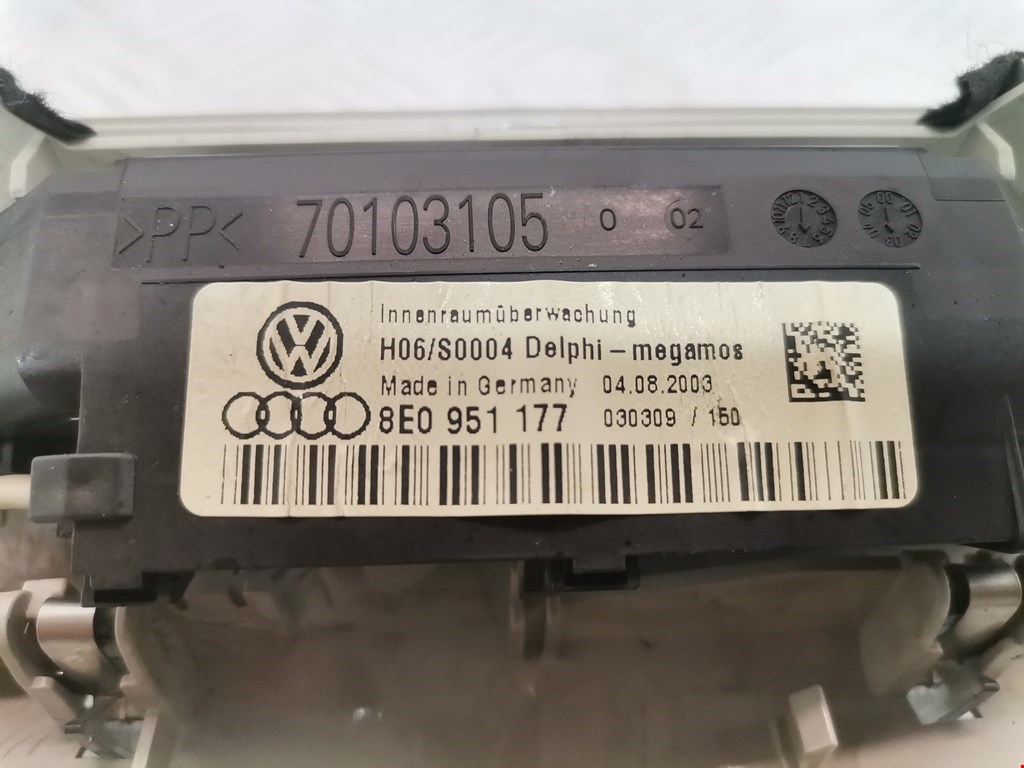 >PP< 70103105 0 02
Innenraumüberwachung
H06/S0004 Delphi - megamos
Made in Germany 04.08.2003
8E0 951 177 030309 / 150